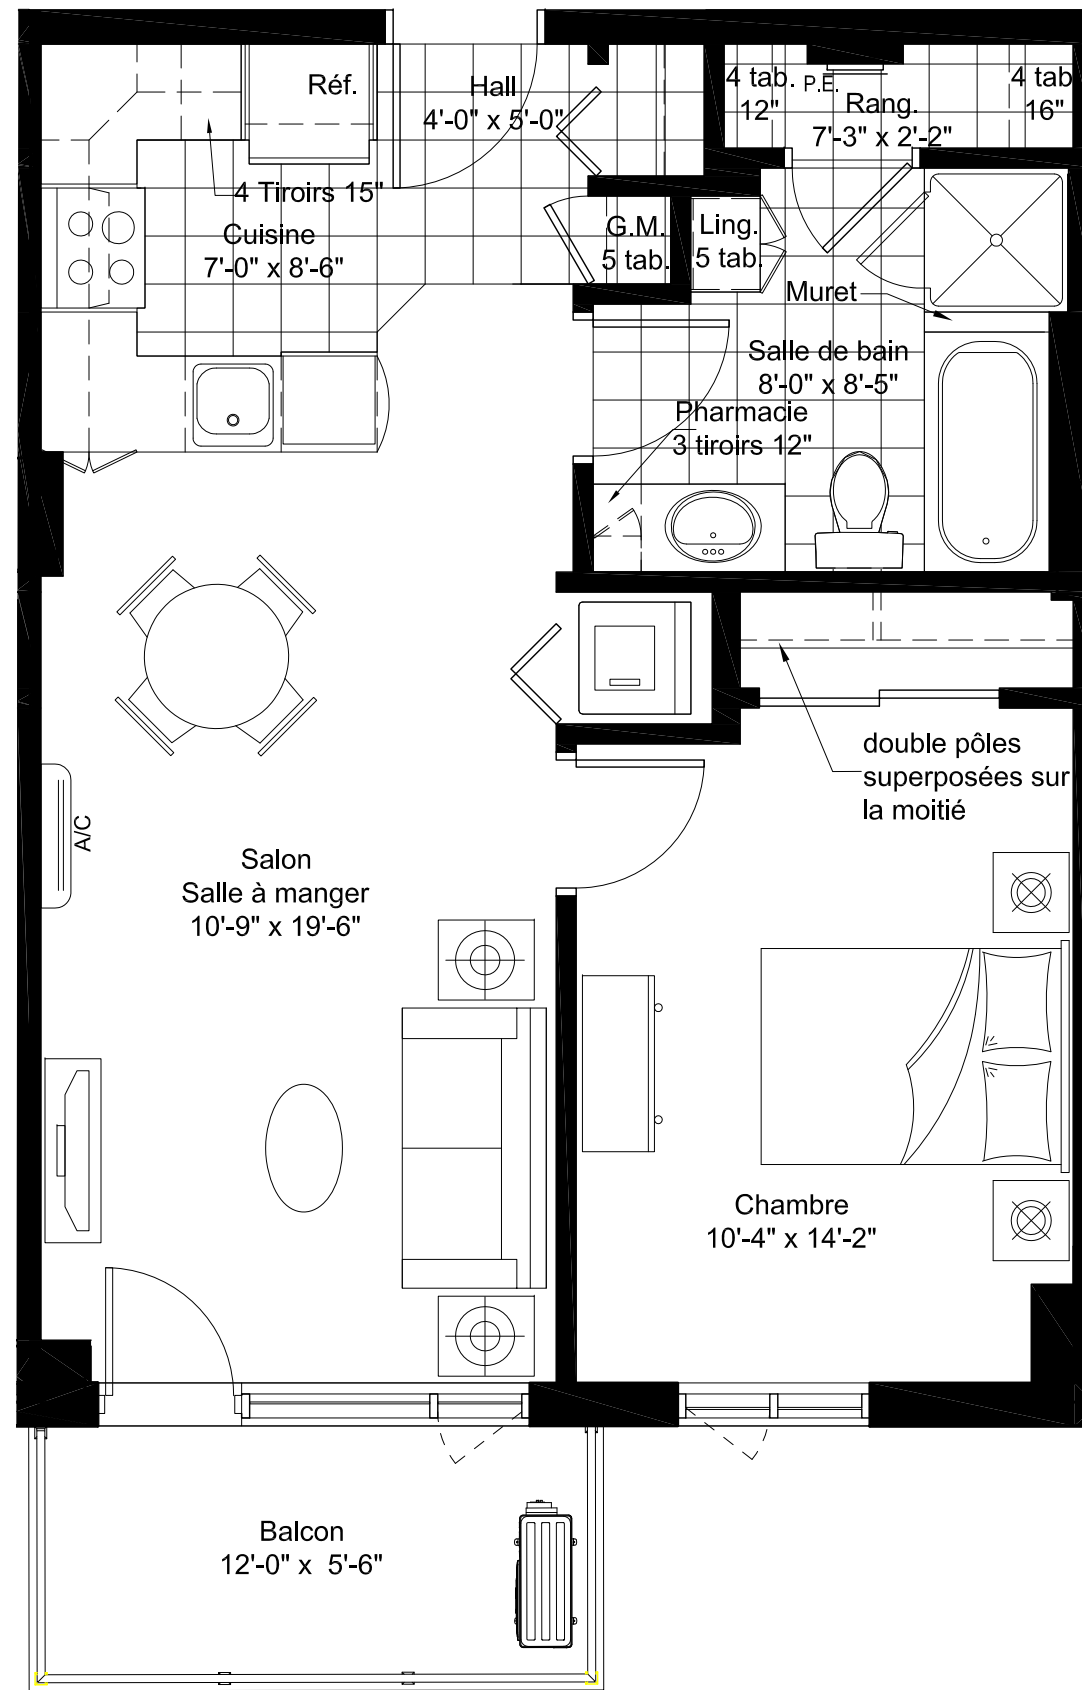 Réf.
Hall
4'-0" x 5'-0"
4 tab.
12"
P.E.
Rang.
7'-3" x 2'-2"
4 tab
16"
4 Tiroirs 15"
Cuisine
7'-0" x 8'-6"
G.M.
5 tab.
Ling.
5 tab.
Muret
Salle de bain
8'-0" x 8'-5"
Pharmacie
3 tiroirs 12"
double pôles
superposées sur
la moitié
A/C
Salon
Salle à manger
10'-9" x 19'-6"
Chambre
10'-4" x 14'-2"
Balcon
12'-0" x 5'-6"